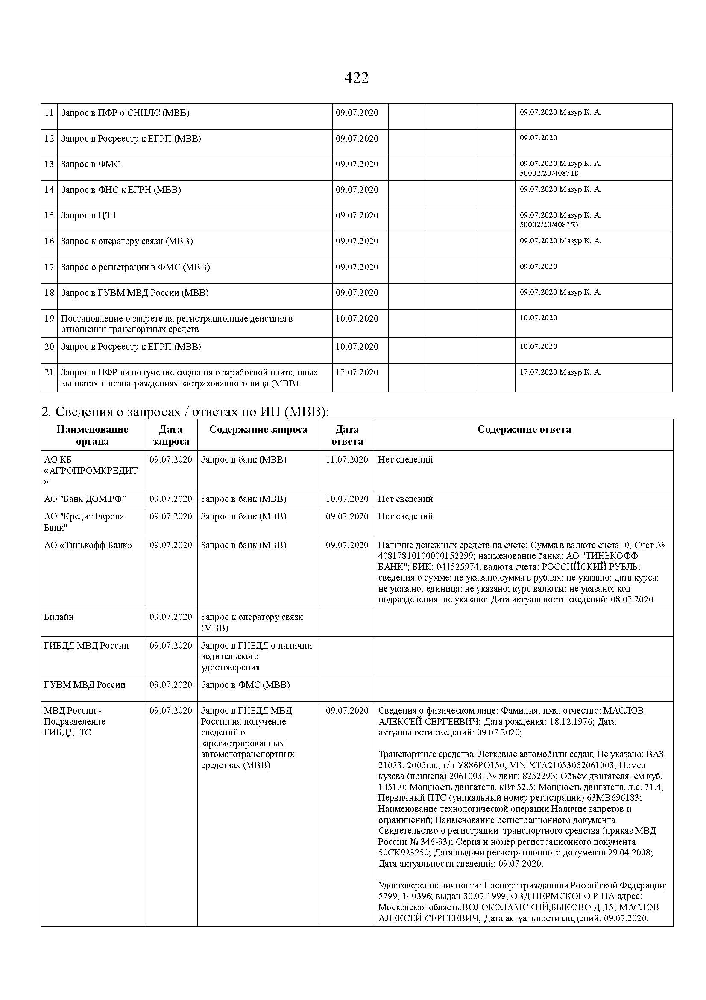 422
11 Запрос в ПФР о СНИЛС (МВВ) 09.07.2020 09.07.2020 Мазур К. А.
12 Запрос в Росреестр к ЕГРП (МВВ) 09.07.2020 09.07.2020
13 Запрос в ФМС 09.07.2020 09.07.2020 Мазур К. А.
50002/20/408718
14 Запрос в ФНС к ЕГРН (МВВ) 09.07.2020 09.07.2020 Мазур К. А.
15 Запрос в ЦЗН 09.07.2020 09.07.2020 Мазур К. А.
50002/20/408753
16 Запрос к оператору связи (МВВ) 09.07.2020 09.07.2020 Мазур К. А.
17 Запрос о регистрации в ФМС (МВВ) 09.07.2020 09.07.2020
18 Запрос в ГУВМ МВД России (МВВ) 09.07.2020 09.07.2020 Мазур К. А.
19 Постановление о запрете на регистрационные действия в 10.07.2020 10.07.2020
отношении транспортных средств
20 Запрос в Росреестр к ЕГРП (МВВ) 10.07.2020 10.07.2020
21 Запрос в ПФР на получение сведения о заработной плате, иных 17.07.2020 17.07.2020 Мазур К. А.
выплатах и вознаграждениях застрахованного лица (МВВ)
2. Сведения о запросах / ответах по ИП (МВВ):
Наименование Дата Содержание запроса Дата Содержание ответа
органа запроса ответа
АО КБ 09.07.2020 Запрос в банк (МВВ) 11.07.2020 Нет сведений
«АГРОПРОМКРЕДИТ
»
АО "Банк ДОМ.РФ" 09.07.2020 Запрос в банк (МВВ) 10.07.2020 Нет сведений
АО "Кредит Европа 09.07.2020 Запрос в банк (МВВ) 09.07.2020 Нет сведений
Банк"
АО «Тинькофф Банк» 09.07.2020 Запрос в банк (МВВ) 09.07.2020 Наличие денежных средств на счете: Сумма в валюте счета: 0; Счет №
40817810100000152299; наименование банка: АО "ТИНЬКОФФ
БАНК"; БИК: 044525974; валюта счета: РОССИЙСКИЙ РУБЛЬ;
сведения о сумме: не указано;сумма в рублях: не указано; дата курса:
не указано; единица: не указано; курс валюты: не указано; код
подразделения: не указано; Дата актуальности сведений: 08.07.2020
Билайн 09.07.2020 Запрос к оператору связи
(МВВ)
ГИБДД МВД России 09.07.2020 Запрос в ГИБДД о наличии
водительского
удостоверения
ГУВМ МВД России 09.07.2020 Запрос в ФМС (МВВ)
МВД России - 09.07.2020 Запрос в ГИБДД МВД 09.07.2020 Сведения о физическом лице: Фамилия, имя, отчество: МАСЛОВ
Подразделение России на получение АЛЕКСЕЙ СЕРГЕЕВИЧ; Дата рождения: 18.12.1976; Дата
ГИБДД_ТС сведений о актуальности сведений: 09.07.2020;
зарегистрированных
автомототранспортных Транспортные средства: Легковые автомобили седан; Не указано; ВАЗ
средствах (МВВ) 21053; 2005г.в.; г/н У886РО150; VIN XTA21053062061003; Номер
кузова (прицепа) 2061003; № двиг: 8252293; Объём двигателя, см куб.
1451.0; Мощность двигателя, кВт 52.5; Мощность двигателя, л.с. 71.4;
Первичный ПТС (уникальный номер регистрации) 63МВ696183;
Наименование технологической операции Наличие запретов и
ограничений; Наименование регистрационного документа
Свидетельство о регистрации транспортного средства (приказ МВД
России № 346-93); Серия и номер регистрационного документа
50СК923250; Дата выдачи регистрационного документа 29.04.2008;
Дата актуальности сведений: 09.07.2020;
Удостоверение личности: Паспорт гражданина Российской Федерации;
5799; 140396; выдан 30.07.1999; ОВД ПЕРМСКОГО Р-НА адрес:
Московская область,ВОЛОКОЛАМСКИЙ,БЫКОВО Д.,15; МАСЛОВ
АЛЕКСЕЙ СЕРГЕЕВИЧ; Дата актуальности сведений: 09.07.2020;